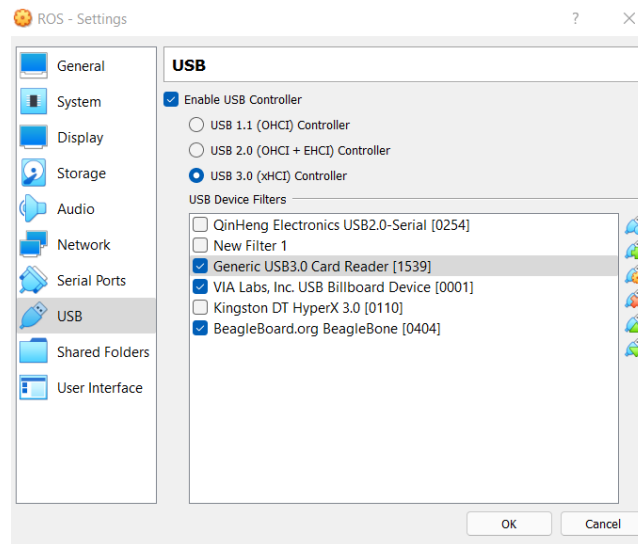 ROS - Settings
?
General
System
Display
Storage
Audio
Network
Serial Ports
USB
Shared Folders
User Interface
USB
Enable USB Controller
USB 1.1 (OHCI) Controller
USB 2.0 (OHCI + EHCI) Controller
USB 3.0 (xHCI) Controller
USB Device Filters
QinHeng Electronics USB2.0-Serial [0254]
New Filter 1
Generic USB3.0 Card Reader [1539]
VIA Labs, Inc. USB Billboard Device [0001]
Kingston DT HyperX 3.0 [0110]
BeagleBoard.org BeagleBone [0404]
OK
Cancel